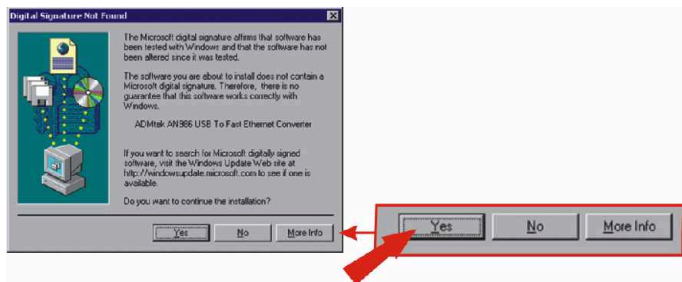 Digital Signature Not Found
The Microsoft digital signature affirms that software has
been tested with Windows and that the software has not
been altered since it was tested.
The software you are about to install does not contain a
Microsoft digital signature. Therefore, there is no
guarantee that this software works correctly with
Windows.
ADMtek AN986 USB To Fast Ethernet Converter
If you want to search for Microsoft digitally signed
software, visit the Windows Update Web site at
http://windowsupdate.microsoft.com to see if one is
available.
Do you want to continue the installation?
Yes No More Info
Yes No More Info